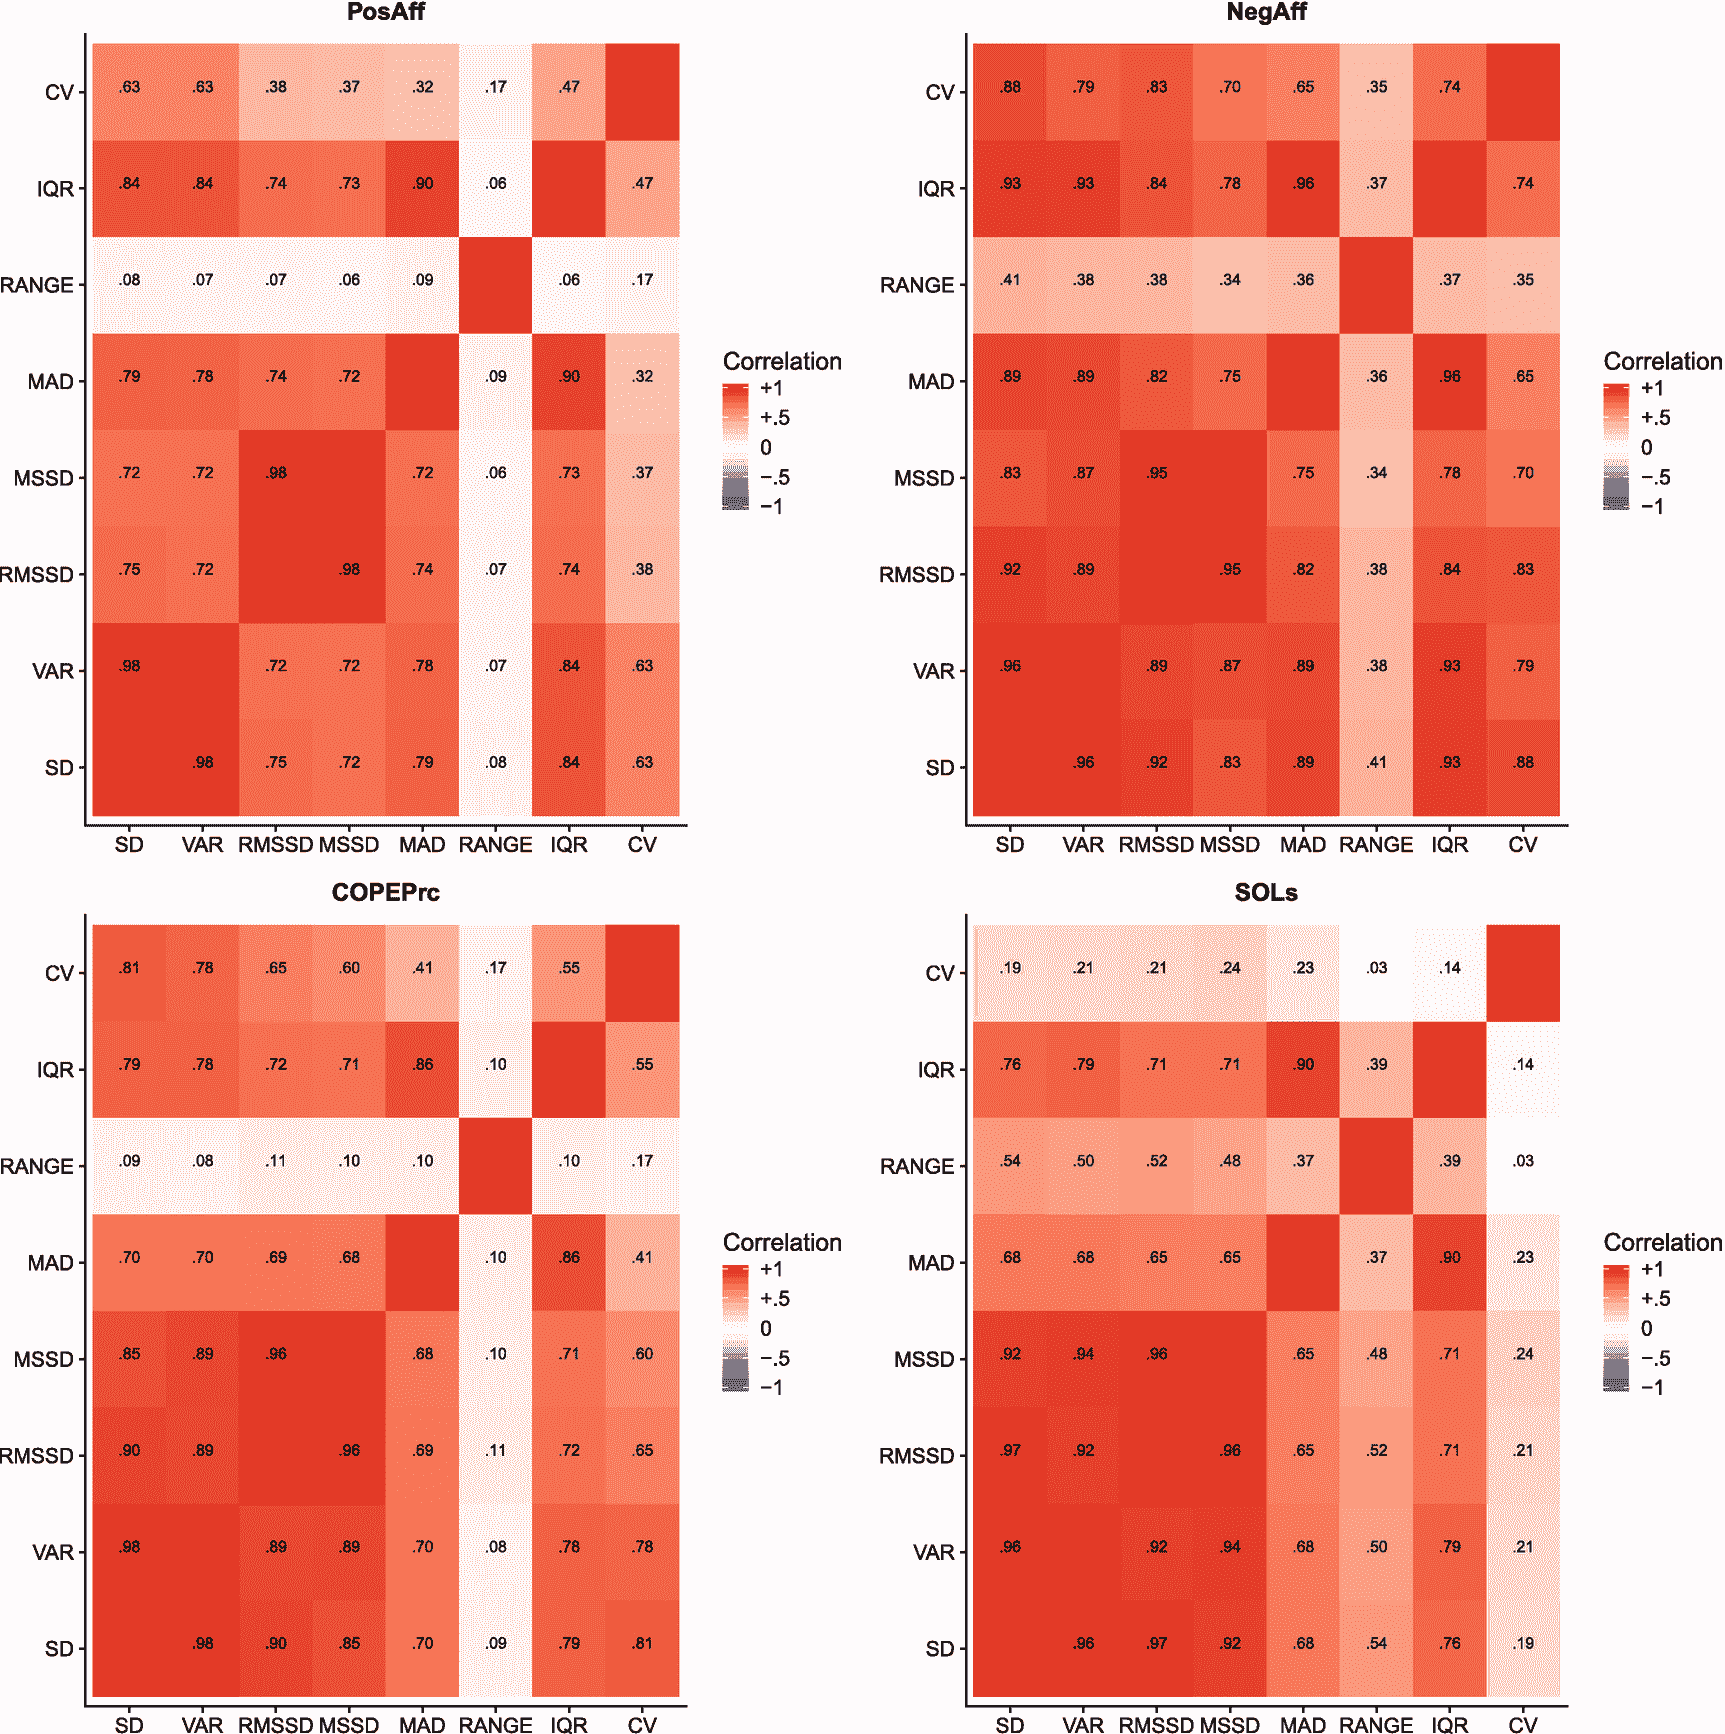 PosAff
CV .63 .63 .38 .37 .32 .17 .47
IQR .84 .84 .74 .73 .90 .06 .47
RANGE .08 .07 .07 .06 .09 .06 .17
MAD .79 .78 .74 .72 .09 .90 .32
MSSD .72 .72 .98 .72 .06 .73 .37
RMSSD .75 .72 .98 .74 .07 .74 .38
VAR .98 .72 .72 .78 .07 .84 .63
SD .98 .75 .72 .79 .08 .84 .63
SD VAR RMSSD MSSD MAD RANGE IQR CV
Correlation
+1
+.5
0
−.5
−1
NegAff
CV .88 .79 .83 .70 .65 .35 .74
IQR .93 .93 .84 .78 .96 .37 .74
RANGE .41 .38 .38 .34 .36 .37 .35
MAD .89 .89 .82 .75 .36 .96 .65
MSSD .83 .87 .95 .75 .34 .78 .70
RMSSD .92 .89 .95 .82 .38 .84 .83
VAR .96 .89 .87 .89 .38 .93 .79
SD .96 .92 .83 .89 .41 .93 .88
SD VAR RMSSD MSSD MAD RANGE IQR CV
Correlation
+1
+.5
0
−.5
−1
COPEPrc
CV .81 .78 .65 .60 .41 .17 .55
IQR .79 .78 .72 .71 .86 .10 .55
RANGE .09 .08 .11 .10 .10 .10 .17
MAD .70 .70 .69 .68 .10 .86 .41
MSSD .85 .89 .96 .68 .10 .71 .60
RMSSD .90 .89 .96 .69 .11 .72 .65
VAR .98 .89 .89 .70 .08 .78 .78
SD .98 .90 .85 .70 .09 .79 .81
SD VAR RMSSD MSSD MAD RANGE IQR CV
Correlation
+1
+.5
0
−.5
−1
SOLs
CV .19 .21 .21 .24 .23 .03 .14
IQR .76 .79 .71 .71 .90 .39 .14
RANGE .54 .50 .52 .48 .37 .39 .03
MAD .68 .68 .65 .65 .37 .90 .23
MSSD .92 .94 .96 .65 .48 .71 .24
RMSSD .97 .92 .96 .65 .52 .71 .21
VAR .96 .92 .94 .68 .50 .79 .21
SD .96 .97 .92 .68 .54 .76 .19
SD VAR RMSSD MSSD MAD RANGE IQR CV
Correlation
+1
+.5
0
−.5
−1